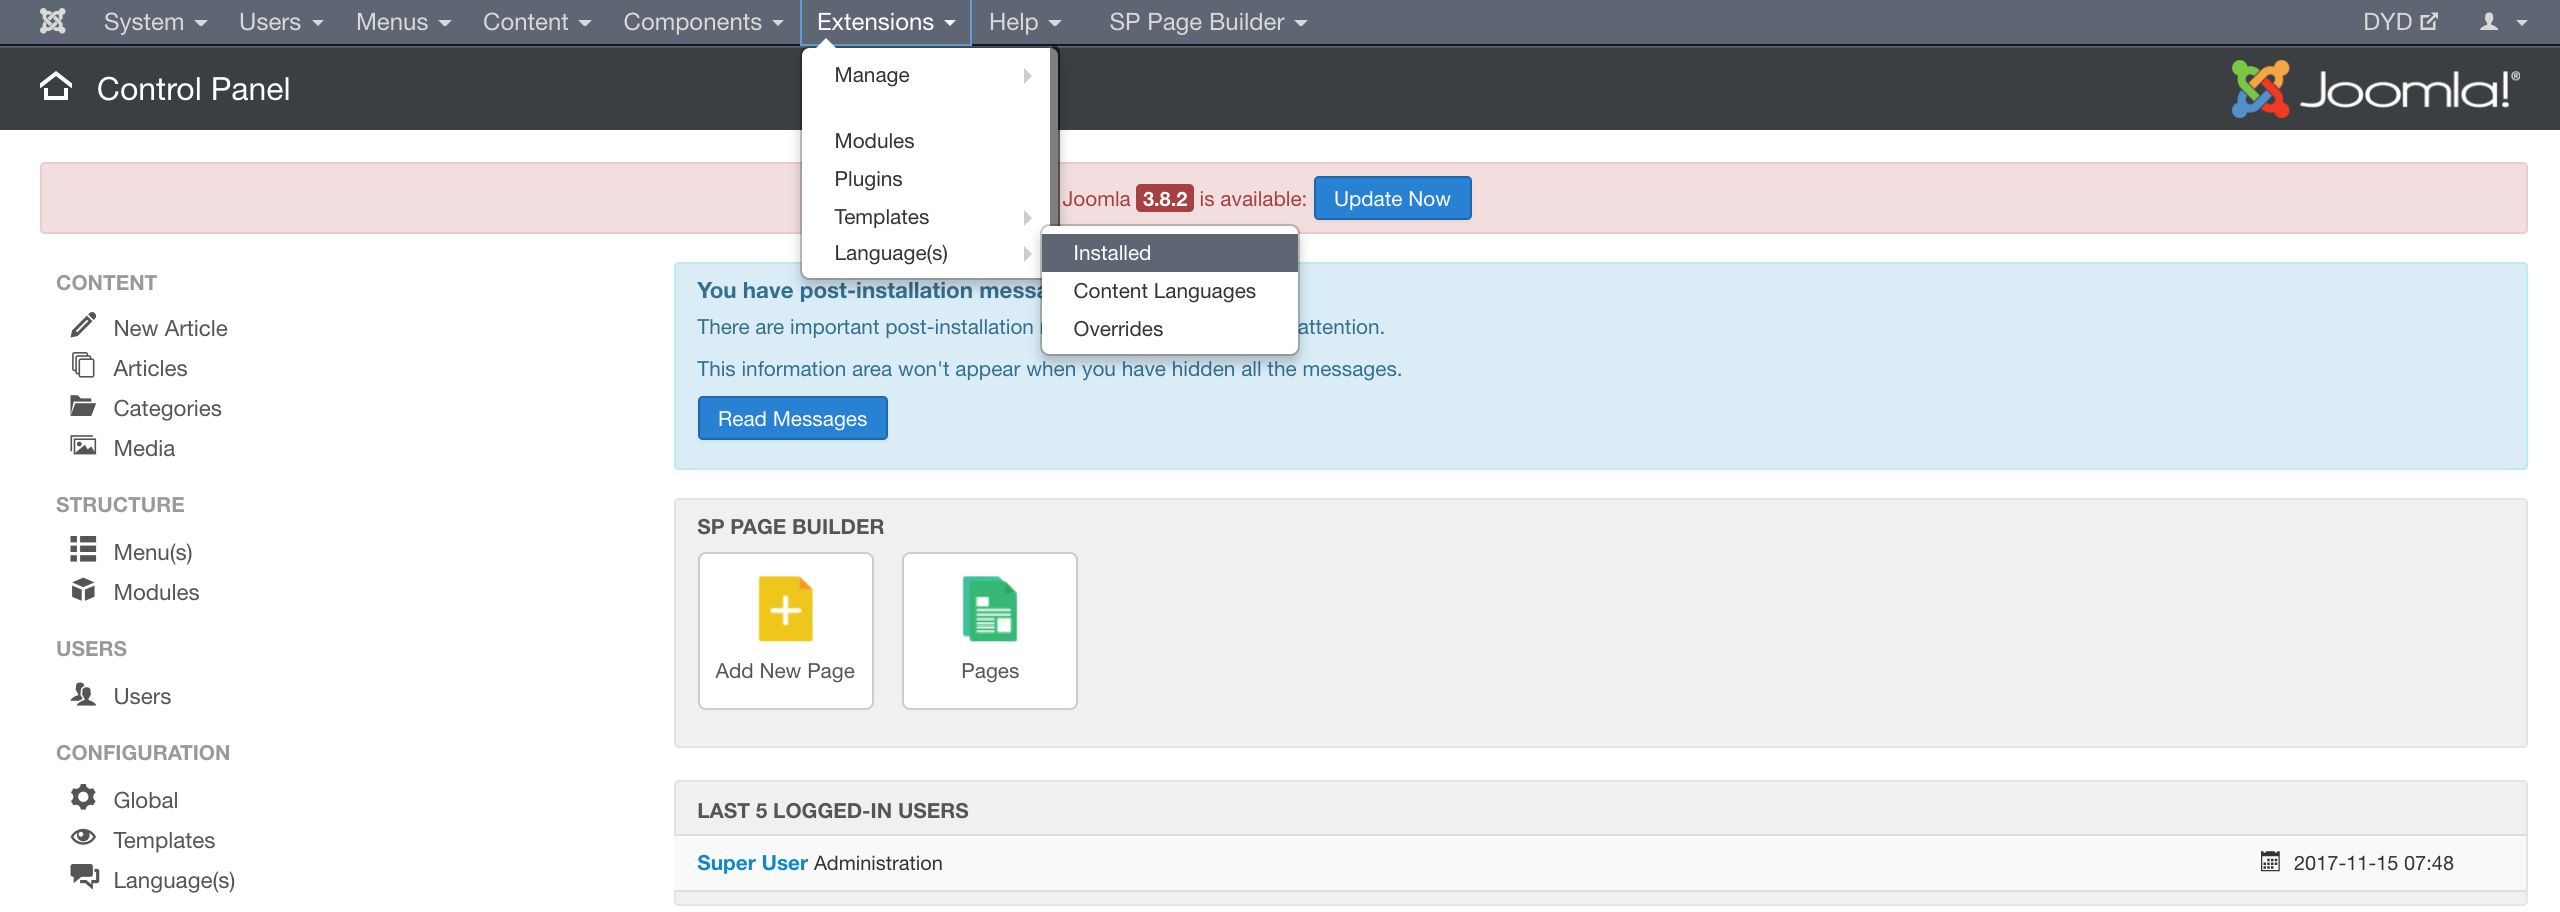 System Users Menus Content Components Extensions Help SP Page Builder DYD
Control Panel
Joomla!®
Manage
Modules
Plugins
Templates
Language(s)
Installed
Content Languages
Overrides
Joomla 3.8.2 is available: Update Now
CONTENT
New Article
Articles
Categories
Media
STRUCTURE
Menu(s)
Modules
USERS
Users
CONFIGURATION
Global
Templates
Language(s)
You have post-installation messa
There are important post-installation attention.
This information area won't appear when you have hidden all the messages.
Read Messages
SP PAGE BUILDER
Add New Page
Pages
LAST 5 LOGGED-IN USERS
Super User Administration 2017-11-15 07:48